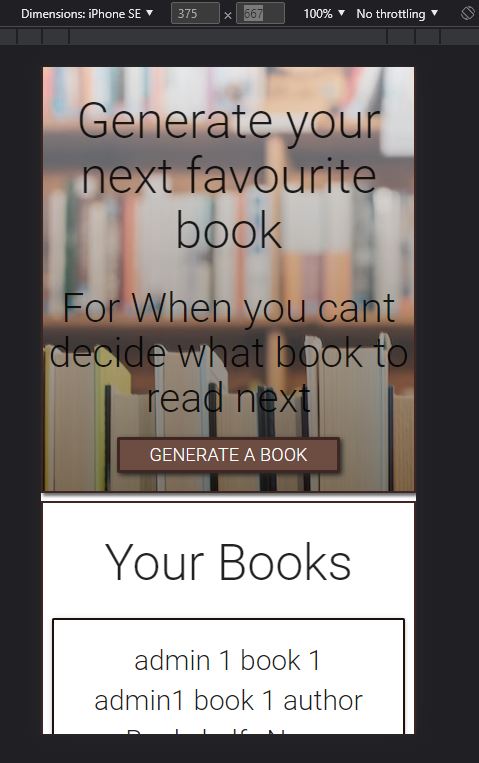 Dimensions: iPhone SE ▼ 375 × 667 100% ▼ No throttling ▼
Generate your
next favourite
book
For When you cant
decide what book to
read next
GENERATE A BOOK
Your Books
admin 1 book 1
admin1 book 1 author